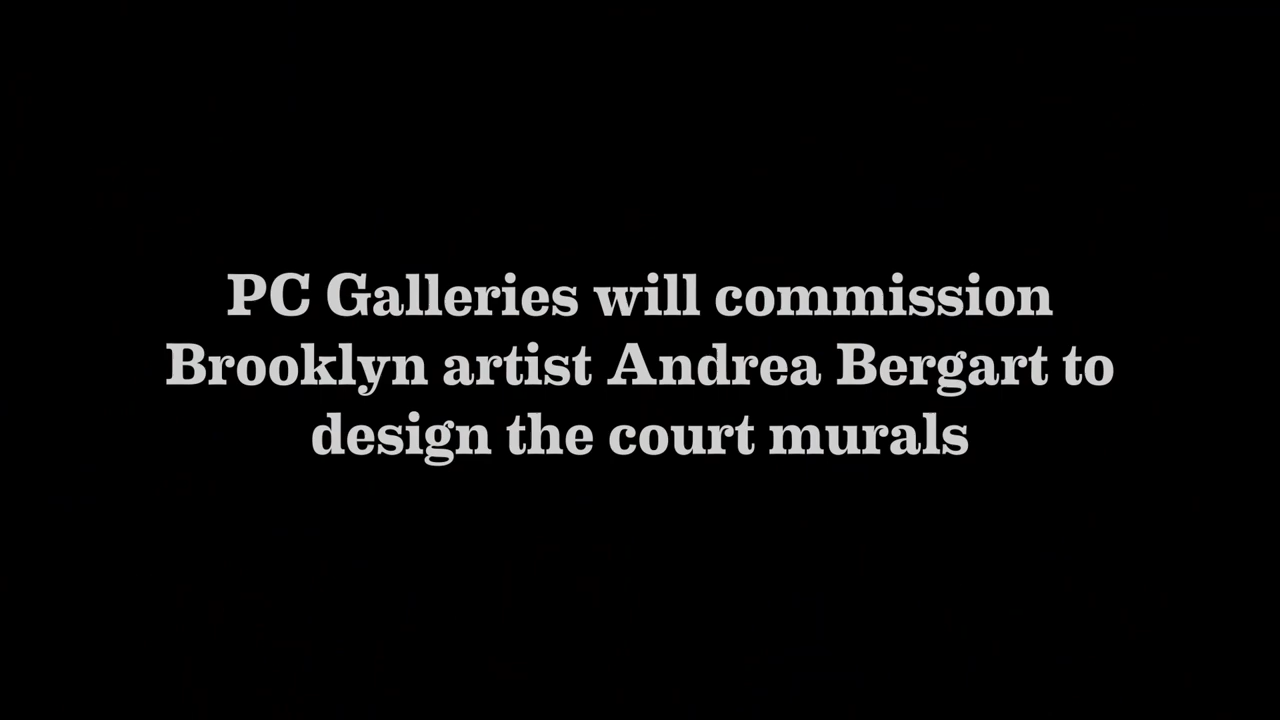 PC Galleries will commission
Brooklyn artist Andrea Bergart to
design the court murals